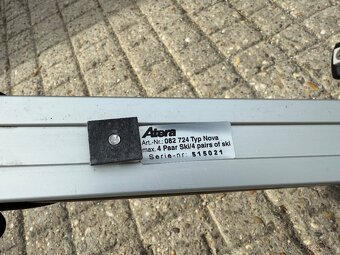 Atera
Art.-Nr.: 082 724 Typ Nova
max. 4 Paar Ski/4 pairs of ski
Serie-nr: 515021